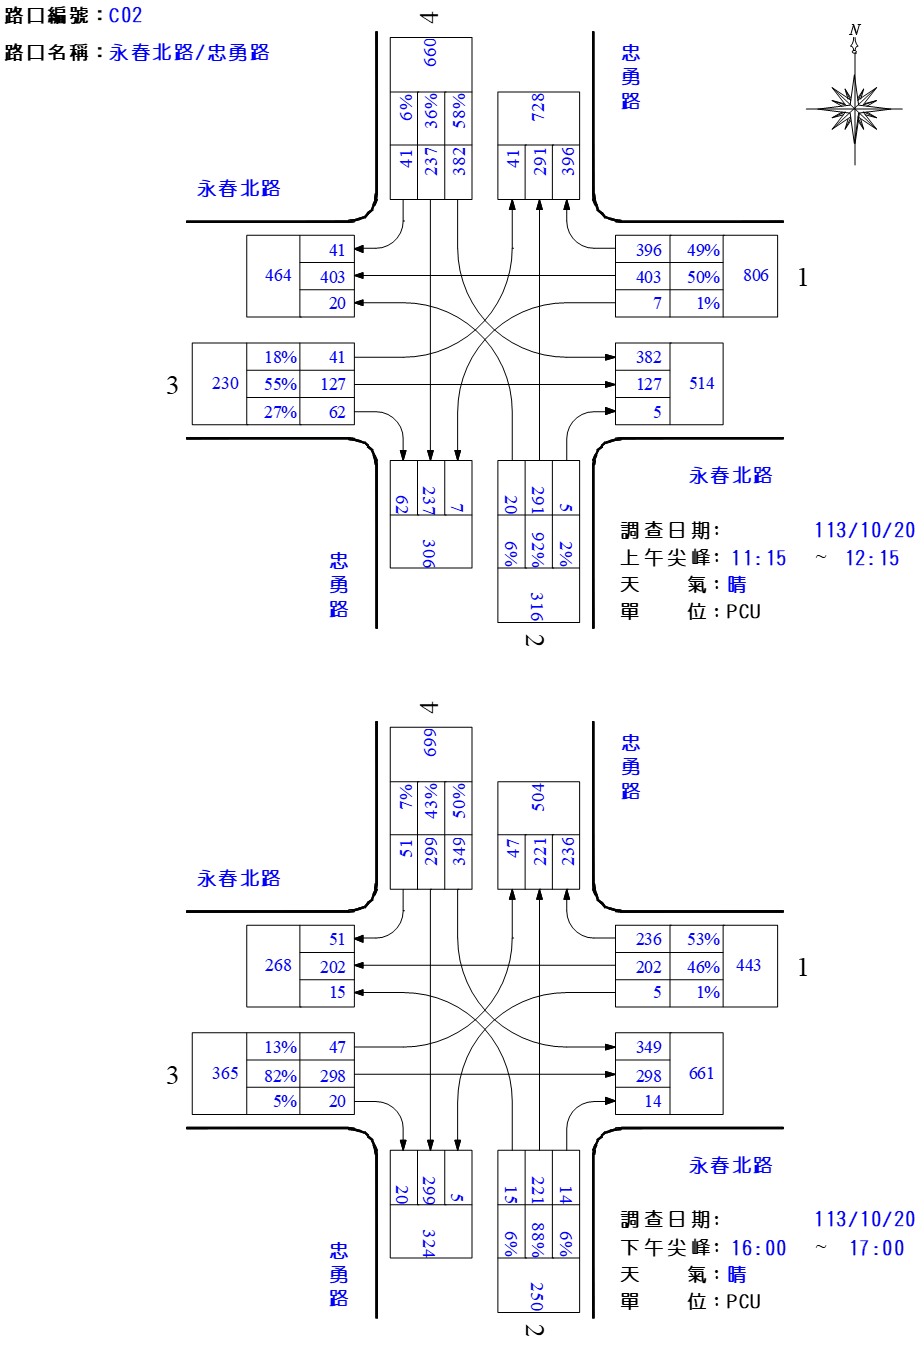 路口編號：C02
路口名稱：永春北路/忠勇路
N
4
忠勇路
660
6% 36% 58%
41 237 382
728
41 291 396
永春北路
464
41
403
20
396 49%
403 50%
7 1%
806
1
3
230
18% 41
55% 127
27% 62
382
127
5
514
62 237 7
306
20 291 5
6% 92% 2%
316
2
永春北路
忠勇路
調查日期: 113/10/20
上午尖峰: 11:15 ~ 12:15
天 氣：晴
單 位：PCU
4
忠勇路
699
7% 43% 50%
51 299 349
504
47 221 236
永春北路
268
51
202
15
236 53%
202 46%
5 1%
443
1
3
365
13% 47
82% 298
5% 20
349
298
14
661
20 299 5
324
15 221 14
6% 88% 6%
250
2
永春北路
忠勇路
調查日期: 113/10/20
下午尖峰: 16:00 ~ 17:00
天 氣：晴
單 位：PCU